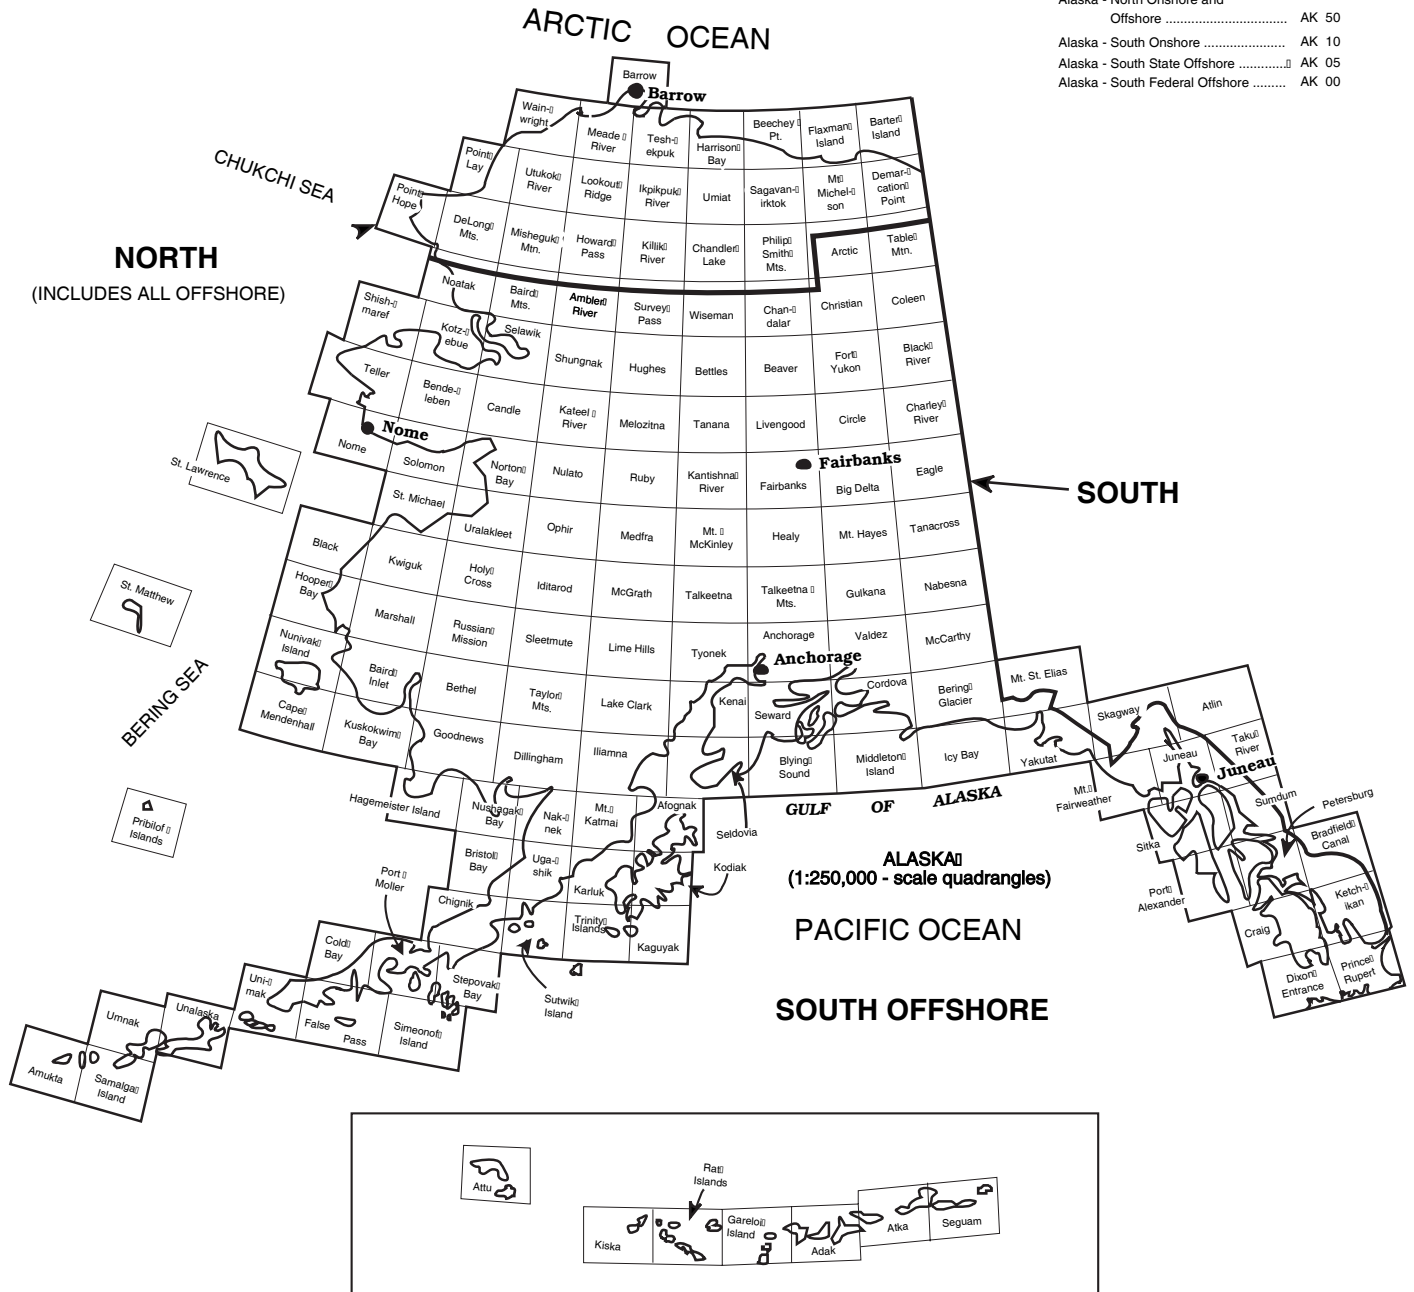 Alaska - North Onshore and
Offshore .................................. AK 50
Alaska - South Onshore ...................... AK 10
Alaska - South State Offshore ............. AK 05
Alaska - South Federal Offshore ......... AK 00
ARCTIC OCEAN
CHUKCHI SEA
NORTH
(INCLUDES ALL OFFSHORE)
Barrow
Barrow
Wain-
wright
Meade
River
Tesh-
ekpuk
Harrison
Bay
Beechey
Pt.
Flaxman
Island
Barter
Island
Point
Lay
Utukok
River
Lookout
Ridge
Ikpikpuk
River
Umiat
Sagavan-
irktok
Mt
Michel-
son
Demar-
cation
Point
Point
Hope
DeLong
Mts.
Misheguk
Mtn.
Howard
Pass
Killik
River
Chandler
Lake
Philip
Smith
Mts.
Arctic
Table
Mtn.
Noatak
Baird
Mts.
Ambler
River
Survey
Pass
Wiseman
Chan-
dalar
Christian
Coleen
Shish-
maref
Kotz-
ebue
Selawik
Shungnak
Hughes
Bettles
Beaver
Fort
Yukon
Black
River
Teller
Bende-
leben
Candle
Kateel
River
Melozitna
Tanana
Livengood
Circle
Charley
River
Nome
Nome
Solomon
Norton
Bay
Nulato
Ruby
Kantishna
River
Fairbanks
Fairbanks
Big Delta
Eagle
SOUTH
St. Lawrence
St. Michael
Uralakleet
Ophir
Medfra
Mt.
McKinley
Healy
Mt. Hayes
Tanacross
Black
Kwiguk
Holy
Cross
Iditarod
McGrath
Talkeetna
Talkeetna
Mts.
Gulkana
Nabesna
St. Matthew
Hooper
Bay
Marshall
Russian
Mission
Sleetmute
Lime Hills
Tyonek
Anchorage
Anchorage
Valdez
McCarthy
BERING SEA
Nunivak
Island
Baird
Inlet
Bethel
Taylor
Mts.
Lake Clark
Kenai
Seward
Cordova
Bering
Glacier
Mt. St. Elias
Cape
Mendenhall
Kuskokwim
Bay
Goodnews
Dillingham
Iliamna
Seldovia
Blying
Sound
Middleton
Island
Icy Bay
Yakutat
Skagway
Atlin
Mt.
Fairweather
Juneau
Juneau
Taku
River
Pribilof
Islands
Hagemeister Island
Nushagak
Bay
Nak-
nek
Mt.
Katmai
Afognak
GULF OF ALASKA
Sitka
Sumdum
Petersburg
Bradfield
Canal
Bristol
Bay
Uga-
shik
Karluk
Kodiak
ALASKA
(1:250,000 - scale quadrangles)
Port
Alexander
Craig
Ketch-
ikan
Port
Moller
Chignik
Sutwik
Island
Trinity
Islands
Kaguyak
PACIFIC OCEAN
Dixon
Entrance
Prince
Rupert
Cold
Bay
Stepovak
Bay
SOUTH OFFSHORE
Uni-
mak
False
Pass
Simeonof
Island
Unalaska
Umnak
Amukta
Samalga
Island
Attu
Rat
Islands
Kiska
Gareloi
Island
Adak
Atka
Seguam